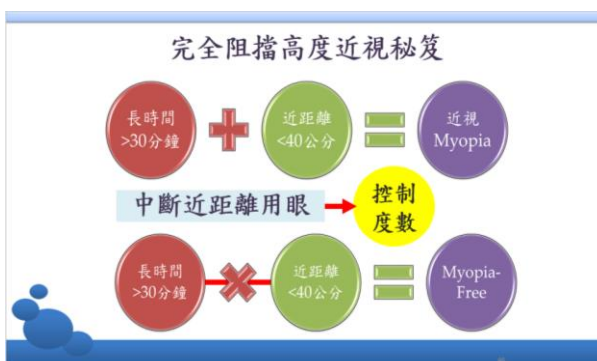 完全阻擋高度近視秘笈
長時間
>30分鐘
近距離
<40公分
近視
Myopia
中斷近距離用眼
控制
度數
長時間
>30分鐘
近距離
<40公分
Myopia-
Free